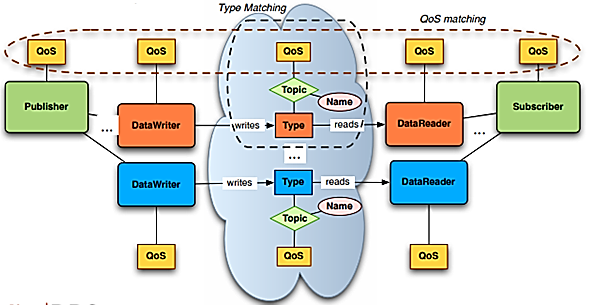 Type Matching
QoS matching
QoS
QoS
QoS
QoS
QoS
Publisher
Topic
Name
Subscriber
...
DataWriter
writes
Type
reads
DataReader
...
...
DataWriter
writes
Type
reads
DataReader
Topic
Name
QoS
QoS
QoS